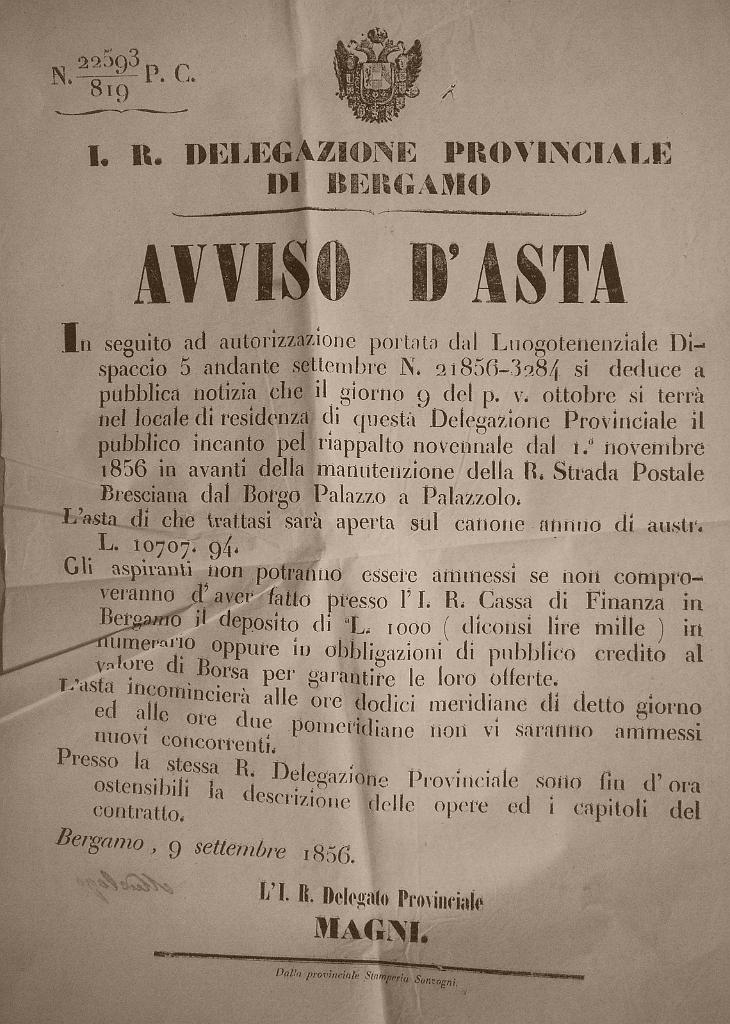 N. 22593/819 P. C.
I. R. DELEGAZIONE PROVINCIALE
DI BERGAMO
AVVISO D'ASTA
In seguito ad autorizzazione portata dal Luogotenenziale Di-
spaccio 5 andante settembre N. 21856-3284 si deduce a
pubblica notizia che il giorno 9 del p. v. ottobre si terrà
nel locale di residenza di questa Delegazione Provinciale il
pubblico incanto pel riappalto novennale dal 1.º novembre
1856 in avanti della manutenzione della R. Strada Postale
Bresciana dal Borgo Palazzo a Palazzolo.
L'asta di che trattasi sarà aperta sul canone annuo di austr.
L. 10707. 94.
Gli aspiranti non potranno essere ammessi se non compro-
veranno d'aver fatto presso l'I. R. Cassa di Finanza in
Bergamo il deposito di L. 1000 ( diconsi lire mille ) in
numerario oppure in obbligazioni di pubblico credito al
valore di Borsa per garantire le loro offerte.
L'asta incomincierà alle ore dodici meridiane di detto giorno
ed alle ore due pomeridiane non vi saranno ammessi
nuovi concorrenti.
Presso la stessa R. Delegazione Provinciale sono fin d'ora
ostensibili la descrizione delle opere ed i capitoli del
contratto.
Bergamo, 9 settembre 1856.
L'I. R. Delegato Provinciale
MAGNI.
Dalla provinciale Stamperia Sonzogni.